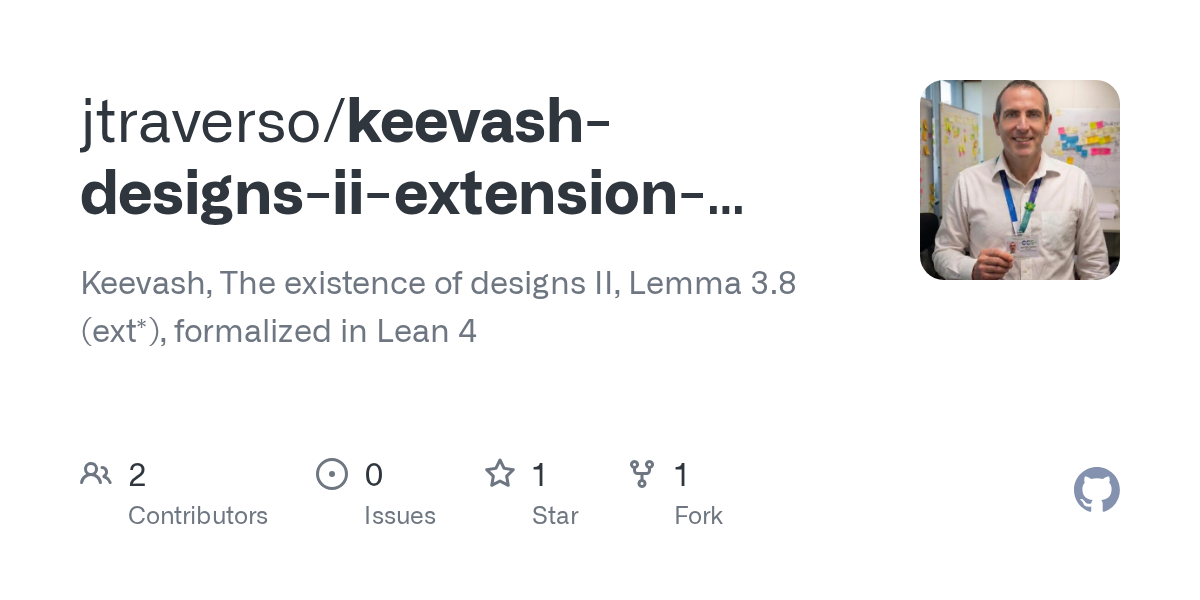 jtraverso/keevash-
designs-ii-extension-...
Keevash, The existence of designs II, Lemma 3.8
(ext*), formalized in Lean 4
2
Contributors
0
Issues
1
Star
1
Fork